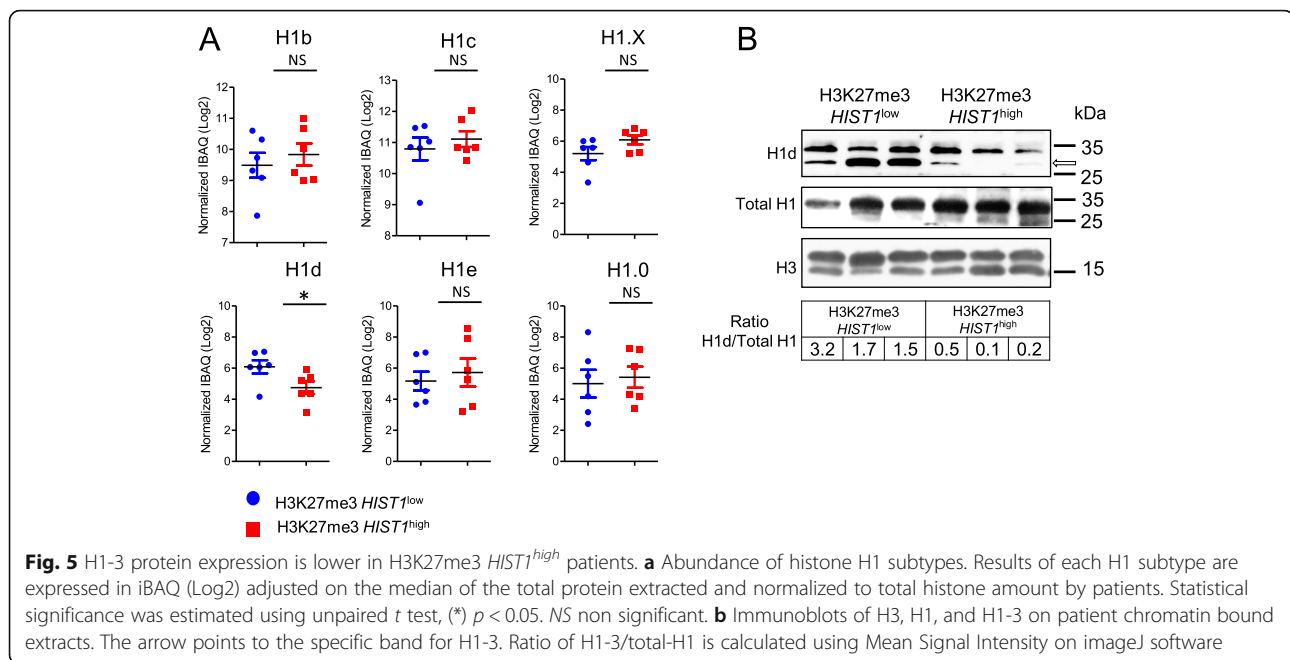 A
H1b
NS
Normalized IBAQ (Log2)
12
11
10
9
8
7
H1c
NS
Normalized IBAQ (Log2)
13
12
11
10
9
8
H1.X
NS
Normalized IBAQ (Log2)
10
8
6
4
2
0
H1d
*
Normalized IBAQ (Log2)
10
8
6
4
2
0
H1e
NS
Normalized IBAQ (Log2)
10
8
6
4
2
0
H1.0
NS
Normalized IBAQ (Log2)
10
8
6
4
2
0
H3K27me3 HIST1low
H3K27me3 HIST1high
B
H3K27me3 H3K27me3 kDa
HIST1low HIST1high
H1d
35
25
Total H1
35
25
H3
15
Ratio
H1d/Total H1
H3K27me3 H3K27me3
HIST1low HIST1high
3.2 1.7 1.5 0.5 0.1 0.2
Fig. 5 H1-3 protein expression is lower in H3K27me3 HIST1high patients. a Abundance of histone H1 subtypes. Results of each H1 subtype are
expressed in iBAQ (Log2) adjusted on the median of the total protein extracted and normalized to total histone amount by patients. Statistical
significance was estimated using unpaired t test, (*) p < 0.05. NS non significant. b Immunoblots of H3, H1, and H1-3 on patient chromatin bound
extracts. The arrow points to the specific band for H1-3. Ratio of H1-3/total-H1 is calculated using Mean Signal Intensity on imageJ software